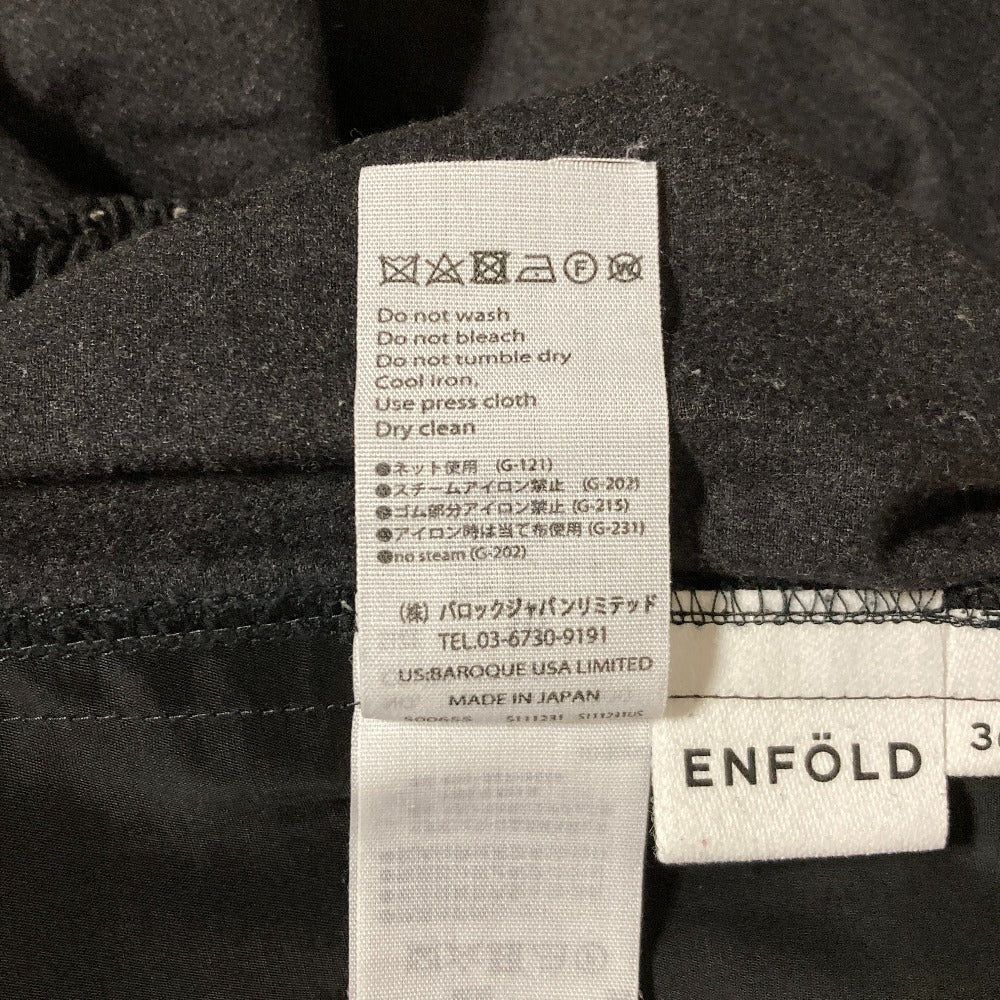 Do not wash
Do not bleach
Do not tumble dry
Cool iron.
Use press cloth
Dry clean
●ネット使用 (G-121)
●スチームアイロン禁止 (G-202)
●ゴム部分アイロン禁止 (G-215)
●アイロン時は当て布使用 (G-231)
●no steam (G-202)
(株) バロックジャパンリミテッド
TEL.03-6730-9191
US:BAROQUE USA LIMITED
MADE IN JAPAN
ENFÖLD